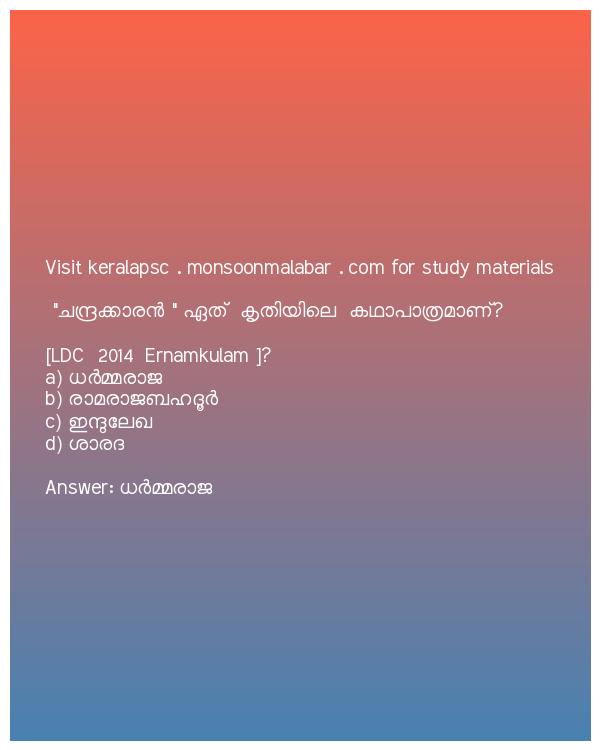 Visit keralapsc . monsoonmalabar . com for study materials
"ചന്ദ്രക്കാരൻ " ഏത് കൃതിയിലെ കഥാപാത്രമാണ്?
[LDC 2014 Ernamkulam ]?
a) ധർമ്മരാജ
b) രാമരാജബഹദൂർ
c) ഇന്ദുലേഖ
d) ശാരദ
Answer: ധർമ്മരാജ